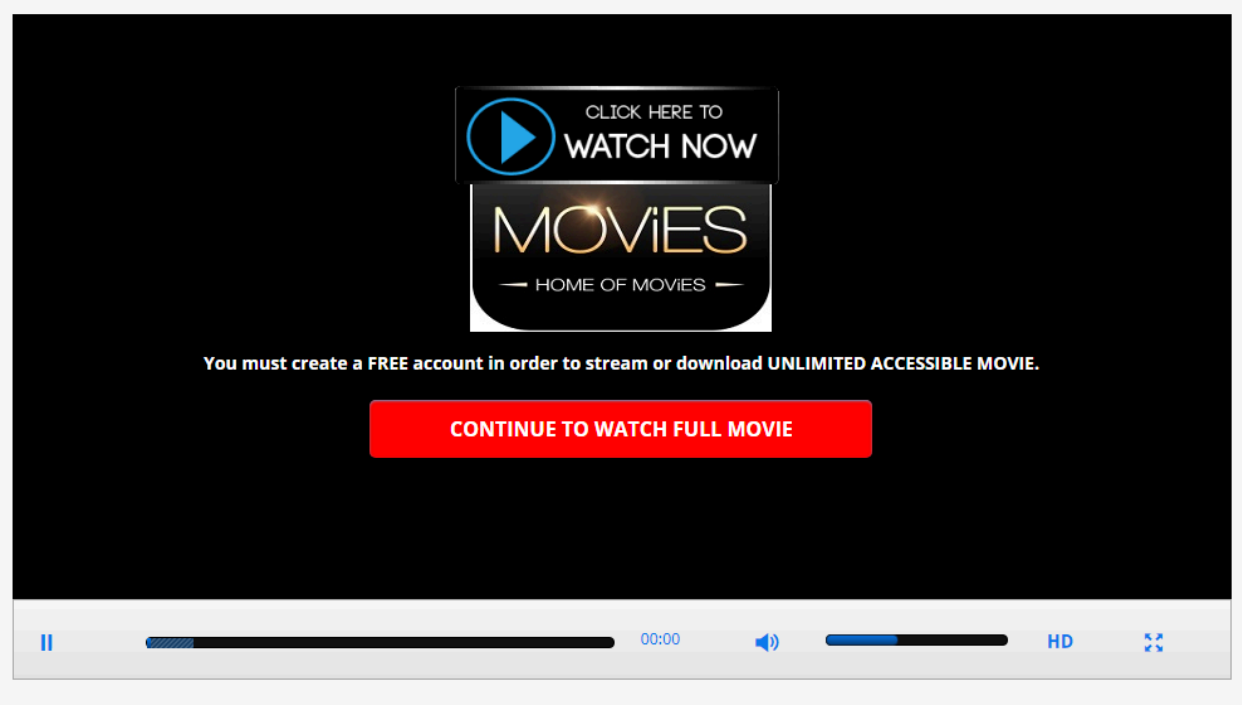 CLICK HERE TO
WATCH NOW
MOViES
HOME OF MOViES
You must create a FREE account in order to stream or download UNLIMITED ACCESSIBLE MOVIE.
CONTINUE TO WATCH FULL MOVIE
00:00
HD